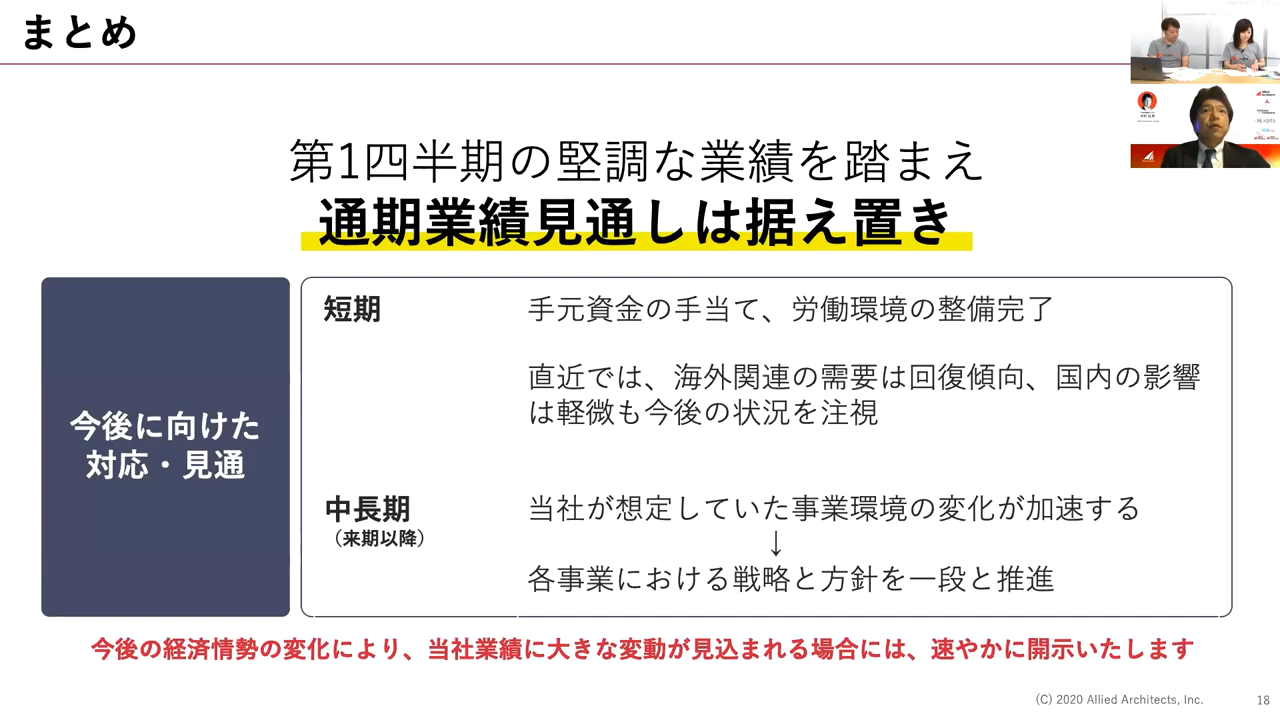 まとめ
第1四半期の堅調な業績を踏まえ
通期業績見通しは据え置き
今後に向けた
対応・見通
短期
手元資金の手当て、労働環境の整備完了
直近では、海外関連の需要は回復傾向、国内の影響
は軽微も今後の状況を注視
中長期
（来期以降）
当社が想定していた事業環境の変化が加速する
↓
各事業における戦略と方針を一段と推進
今後の経済情勢の変化により、当社業績に大きな変動が見込まれる場合には、速やかに開示いたします
(C) 2020 Allied Architects, Inc.
18